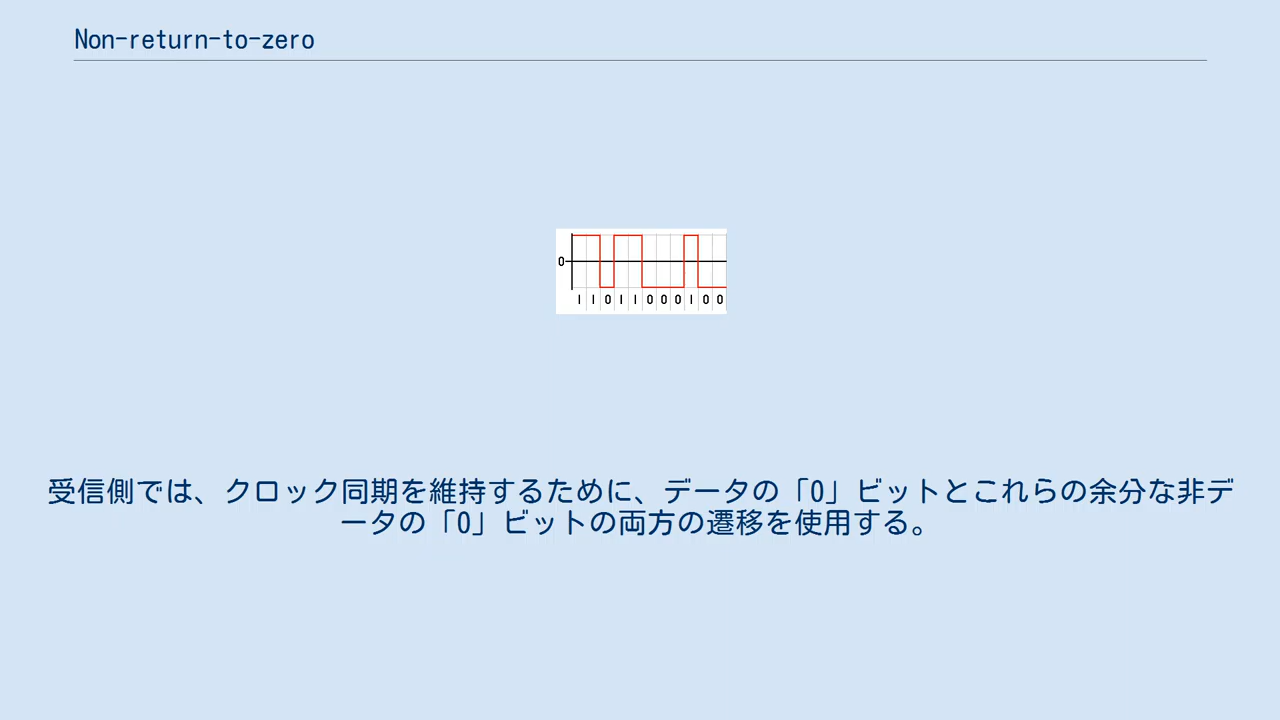 Non-return-to-zero
0
1 1 0 1 1 0 0 0 1 0 0
受信側では、クロック同期を維持するために、データの「0」ビットとこれらの余分な非デ
ータの「0」ビットの両方の遷移を使用する。